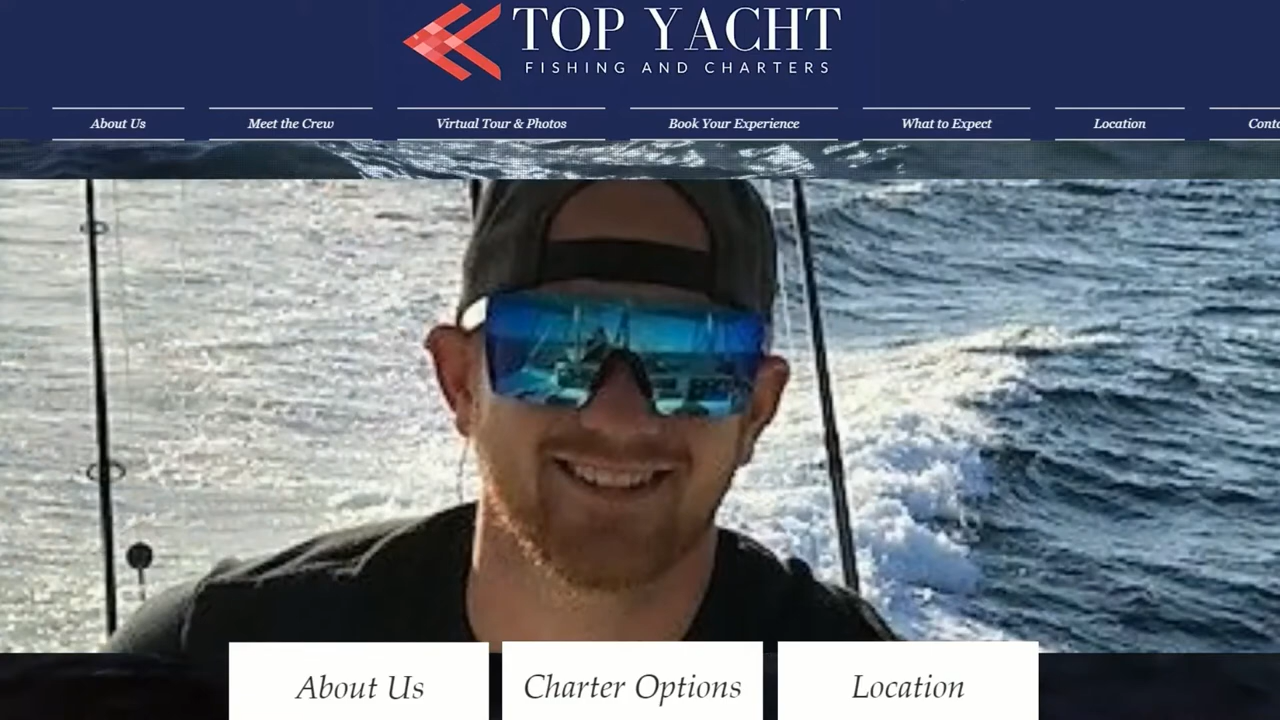 TOP YACHT
FISHING AND CHARTERS
About Us
Meet the Crew
Virtual Tour & Photos
Book Your Experience
What to Expect
Location
About Us
Charter Options
Location